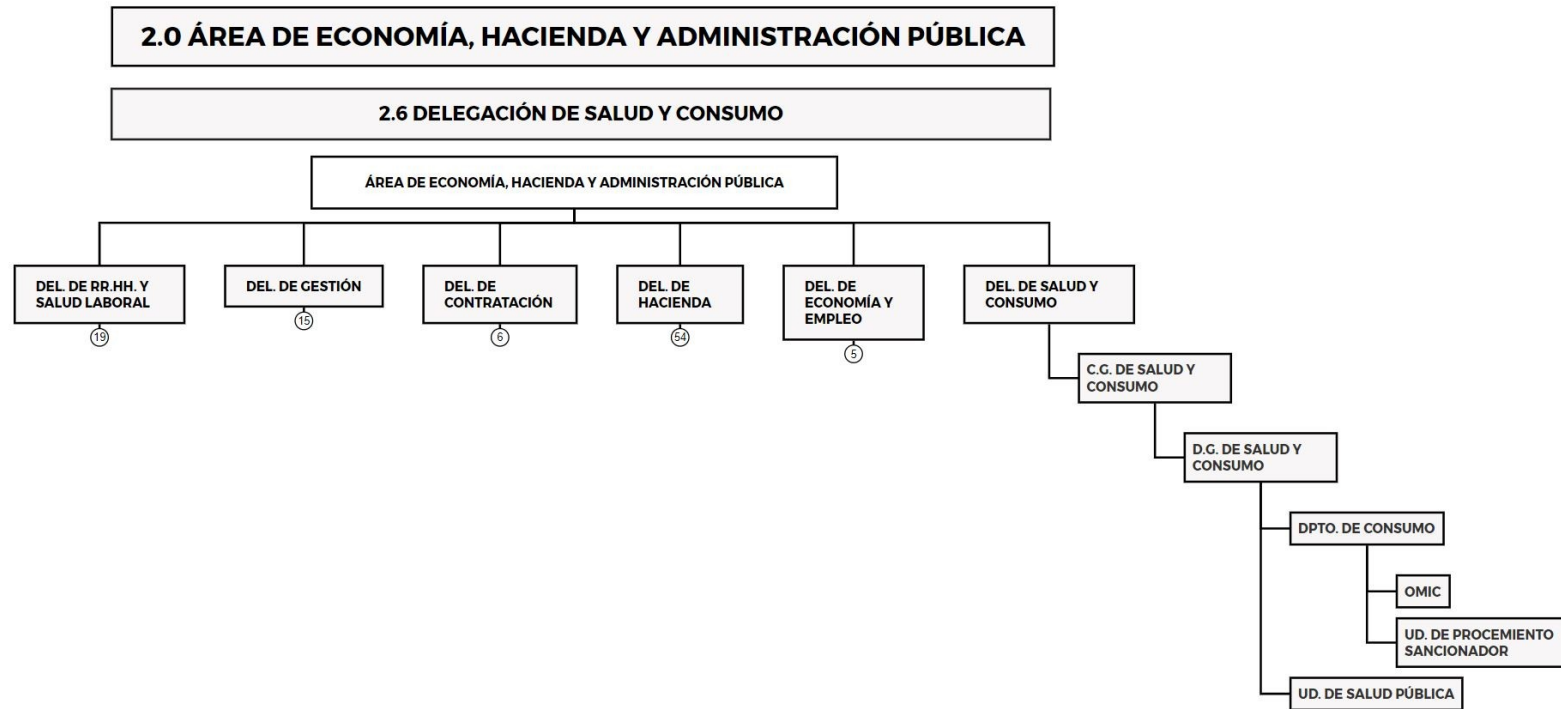 2.0 ÁREA DE ECONOMÍA, HACIENDA Y ADMINISTRACIÓN PÚBLICA
2.6 DELEGACIÓN DE SALUD Y CONSUMO
ÁREA DE ECONOMÍA, HACIENDA Y ADMINISTRACIÓN PÚBLICA
DEL. DE RR.HH. Y
SALUD LABORAL
19
DEL. DE GESTIÓN
15
DEL. DE
CONTRATACIÓN
6
DEL. DE
HACIENDA
54
DEL. DE
ECONOMÍA Y
EMPLEO
5
DEL. DE SALUD Y
CONSUMO
C.G. DE SALUD Y
CONSUMO
D.G. DE SALUD Y
CONSUMO
DPTO. DE CONSUMO
OMIC
UD. DE PROCEMIENTO
SANCIONADOR
UD. DE SALUD PÚBLICA